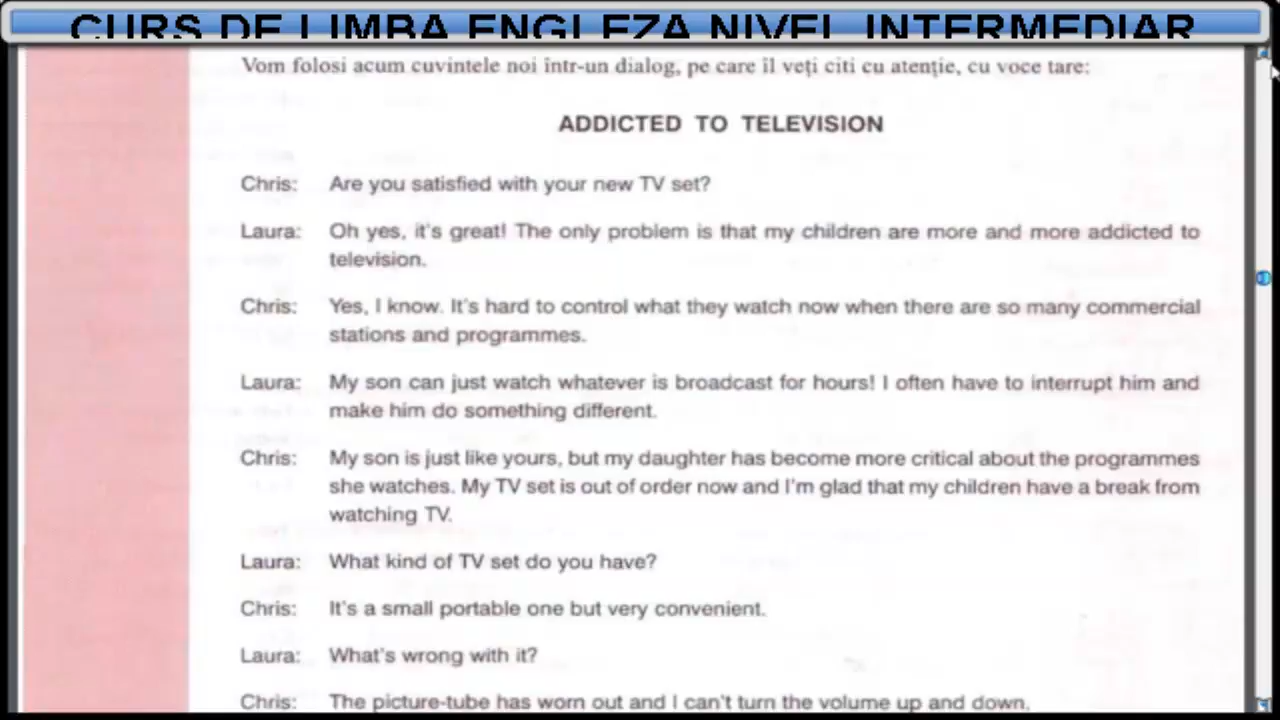 CURS DE LIMBA ENGLEZA NIVEL INTERMEDIAR
Vom folosi acum cuvintele noi într-un dialog, pe care îl veți citi cu atenție, cu voce tare:
ADDICTED TO TELEVISION
Chris: Are you satisfied with your new TV set?
Laura: Oh yes, it's great! The only problem is that my children are more and more addicted to
television.
Chris: Yes, I know. It's hard to control what they watch now when there are so many commercial
stations and programmes.
Laura: My son can just watch whatever is broadcast for hours! I often have to interrupt him and
make him do something different.
Chris: My son is just like yours, but my daughter has become more critical about the programmes
she watches. My TV set is out of order now and I'm glad that my children have a break from
watching TV.
Laura: What kind of TV set do you have?
Chris: It's a small portable one but very convenient.
Laura: What's wrong with it?
Chris: The picture-tube has worn out and I can't turn the volume up and down.